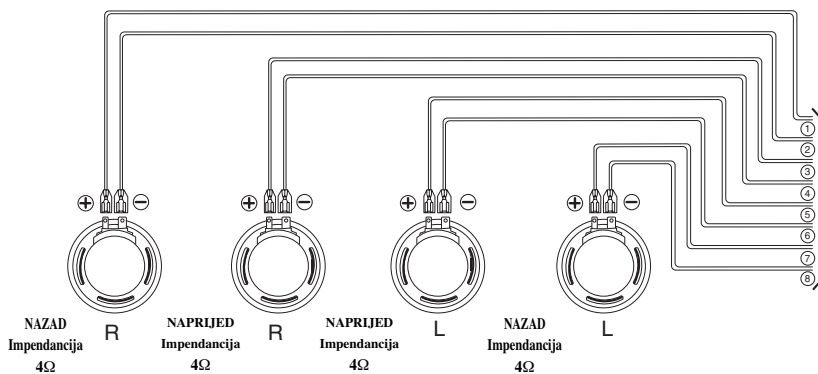 1
2
3
4
5
6
7
8
+ − + − + − + −
NAZAD
Impendancija
4Ω
R
NAPRIJED
Impendancija
4Ω
R
NAPRIJED
Impendancija
4Ω
L
NAZAD
Impendancija
4Ω
L